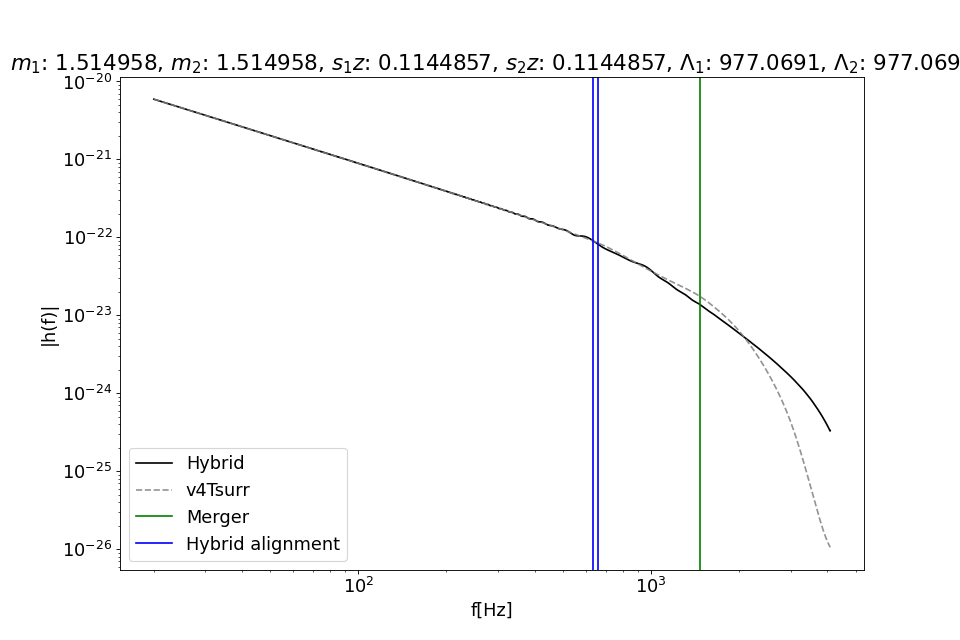 m₁: 1.514958, m₂: 1.514958, s₁z: 0.1144857, s₂z: 0.1144857, Λ₁: 977.0691, Λ₂: 977.069
10⁻²⁰
10⁻²¹
10⁻²²
10⁻²³
10⁻²⁴
10⁻²⁵
10⁻²⁶
|h(f)|
Hybrid
v4Tsurr
Merger
Hybrid alignment
10² 10³
f[Hz]